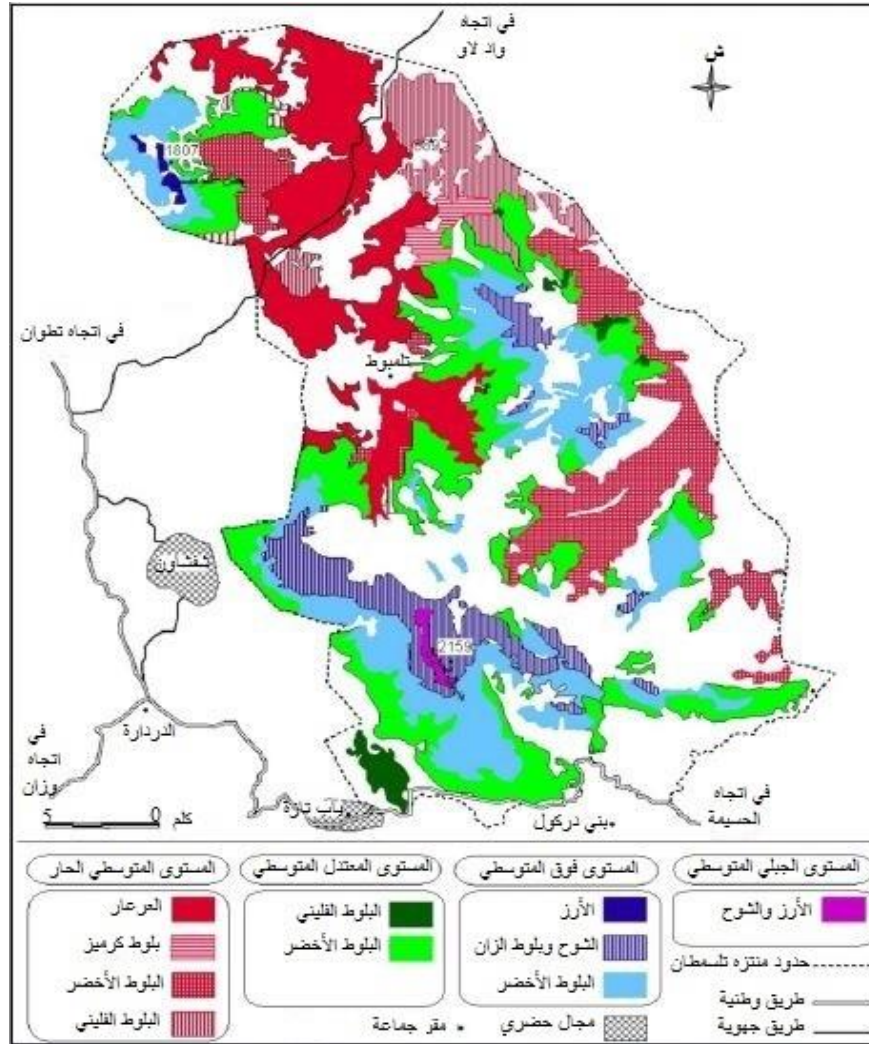 في اتجاه
واد لاو
ش
1807
في اتجاه تطوان
تلمبوط
شفشاون
2159
الدردارة
في
اتجاه
وزان
في اتجاه
الحسيمة
باب تازة
بني دركول
5 0 كلم
المستوى الجبلي المتوسطي
الأرز والشوح
المستوى فوق المتوسطي
الأرز
الشوح وبلوط الزان
البلوط الأخضر
المستوى المعتدل المتوسطي
البلوط الفليني
البلوط الأخضر
المستوى المتوسطي الحار
العرعار
بلوط كرميز
البلوط الأخضر
البلوط الفليني
حدود منتزه تلسمطان
طريق وطنية
طريق جهوية
مجال حضري
مقر جماعة